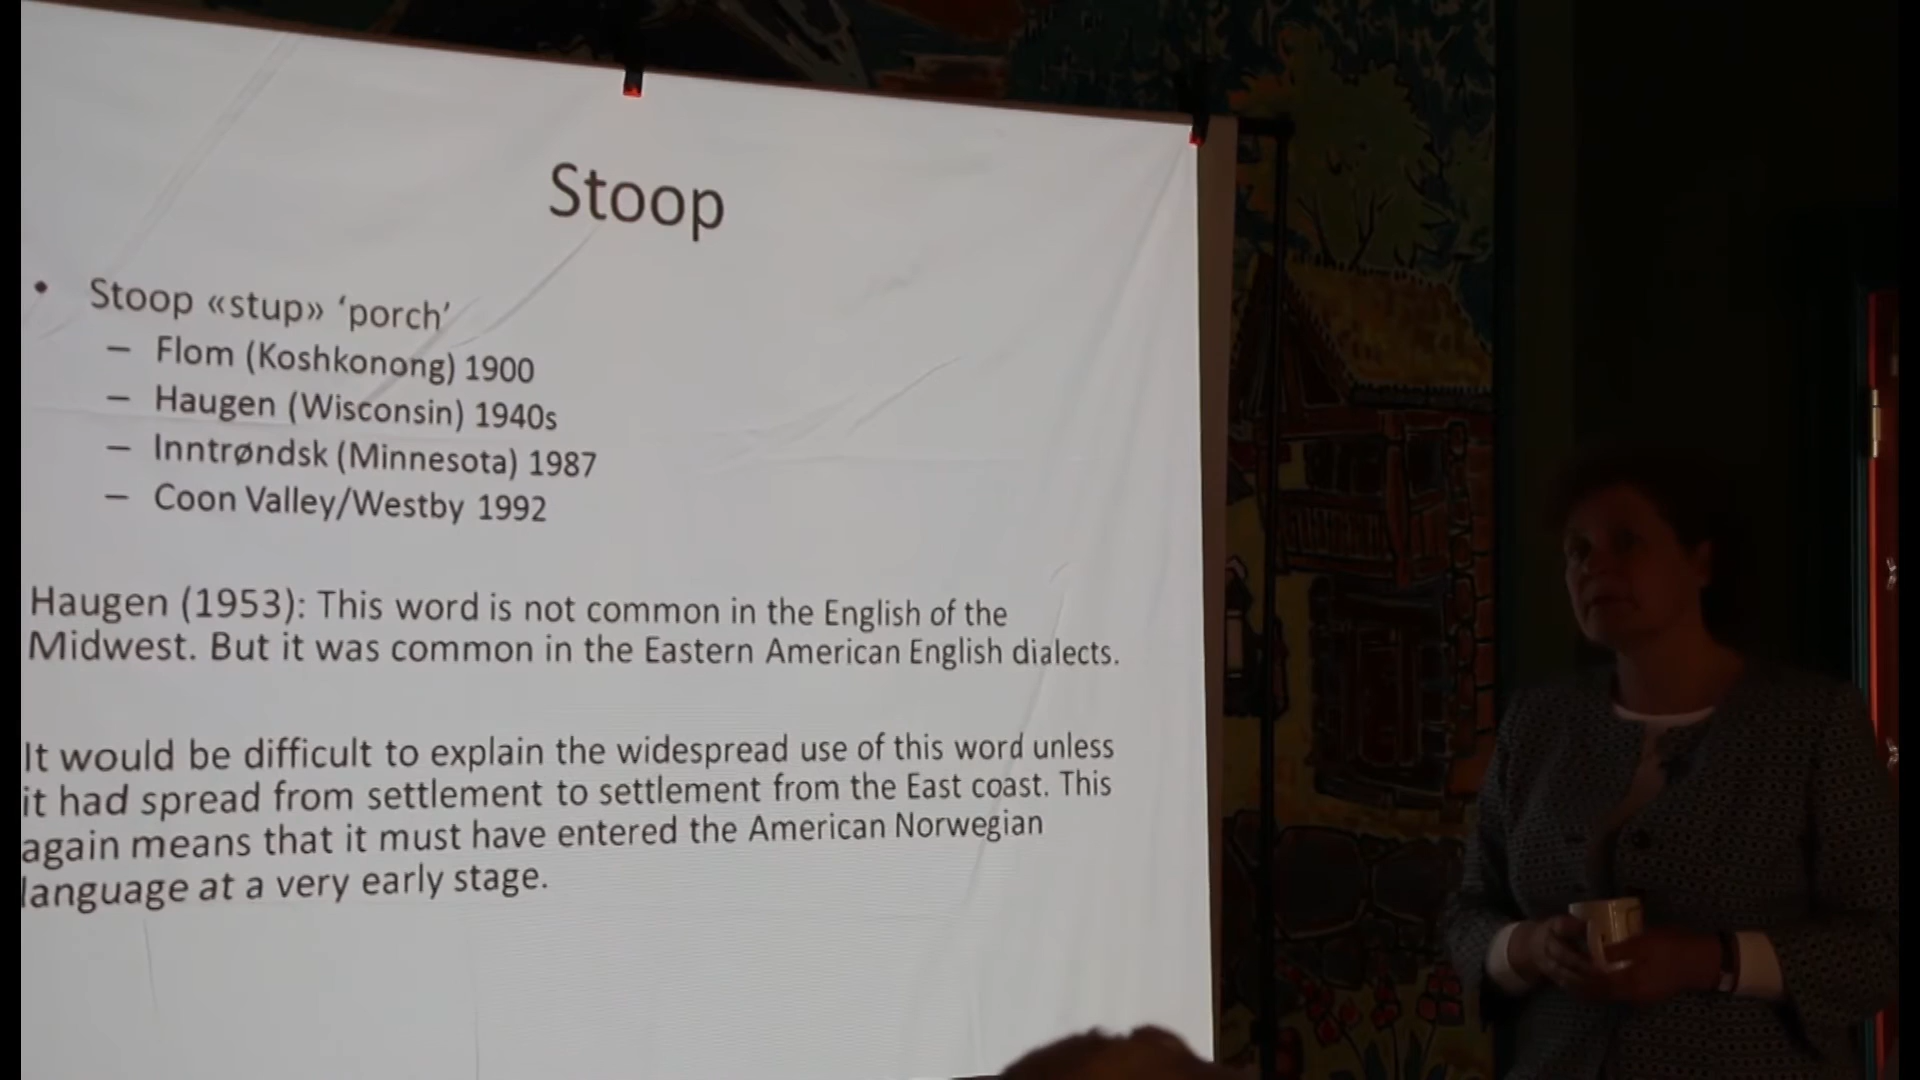 Stoop
• Stoop «stup» ‘porch’
– Flom (Koshkonong) 1900
– Haugen (Wisconsin) 1940s
– Inntrøndsk (Minnesota) 1987
– Coon Valley/Westby 1992
Haugen (1953): This word is not common in the English of the
Midwest. But it was common in the Eastern American English dialects.
It would be difficult to explain the widespread use of this word unless
it had spread from settlement to settlement from the East coast. This
again means that it must have entered the American Norwegian
language at a very early stage.